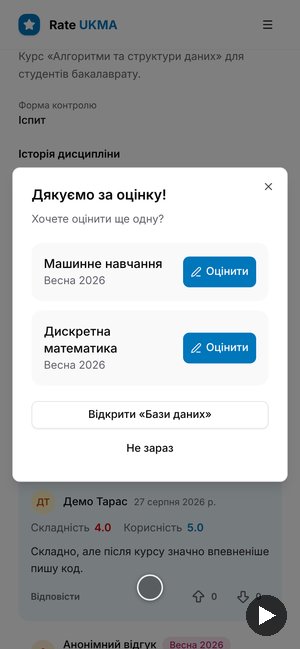 Rate UKMA
Курс «Алгоритми та структури даних» для
студентів бакалаврату.
Форма контролю
Іспит
Історія дисципліни
Дякуємо за оцінку!
Хочете оцінити ще одну?
Машинне навчання
Весна 2026
Оцінити
Дискретна
математика
Весна 2026
Оцінити
Відкрити «Бази даних»
Не зараз
ДТ Демо Тарас 27 серпня 2026 р.
Складність 4.0 Корисність 5.0
Складно, але після курсу значно впевненіше
пишу код.
Відповісти 0 0
Анонімний відгук Весна 2026